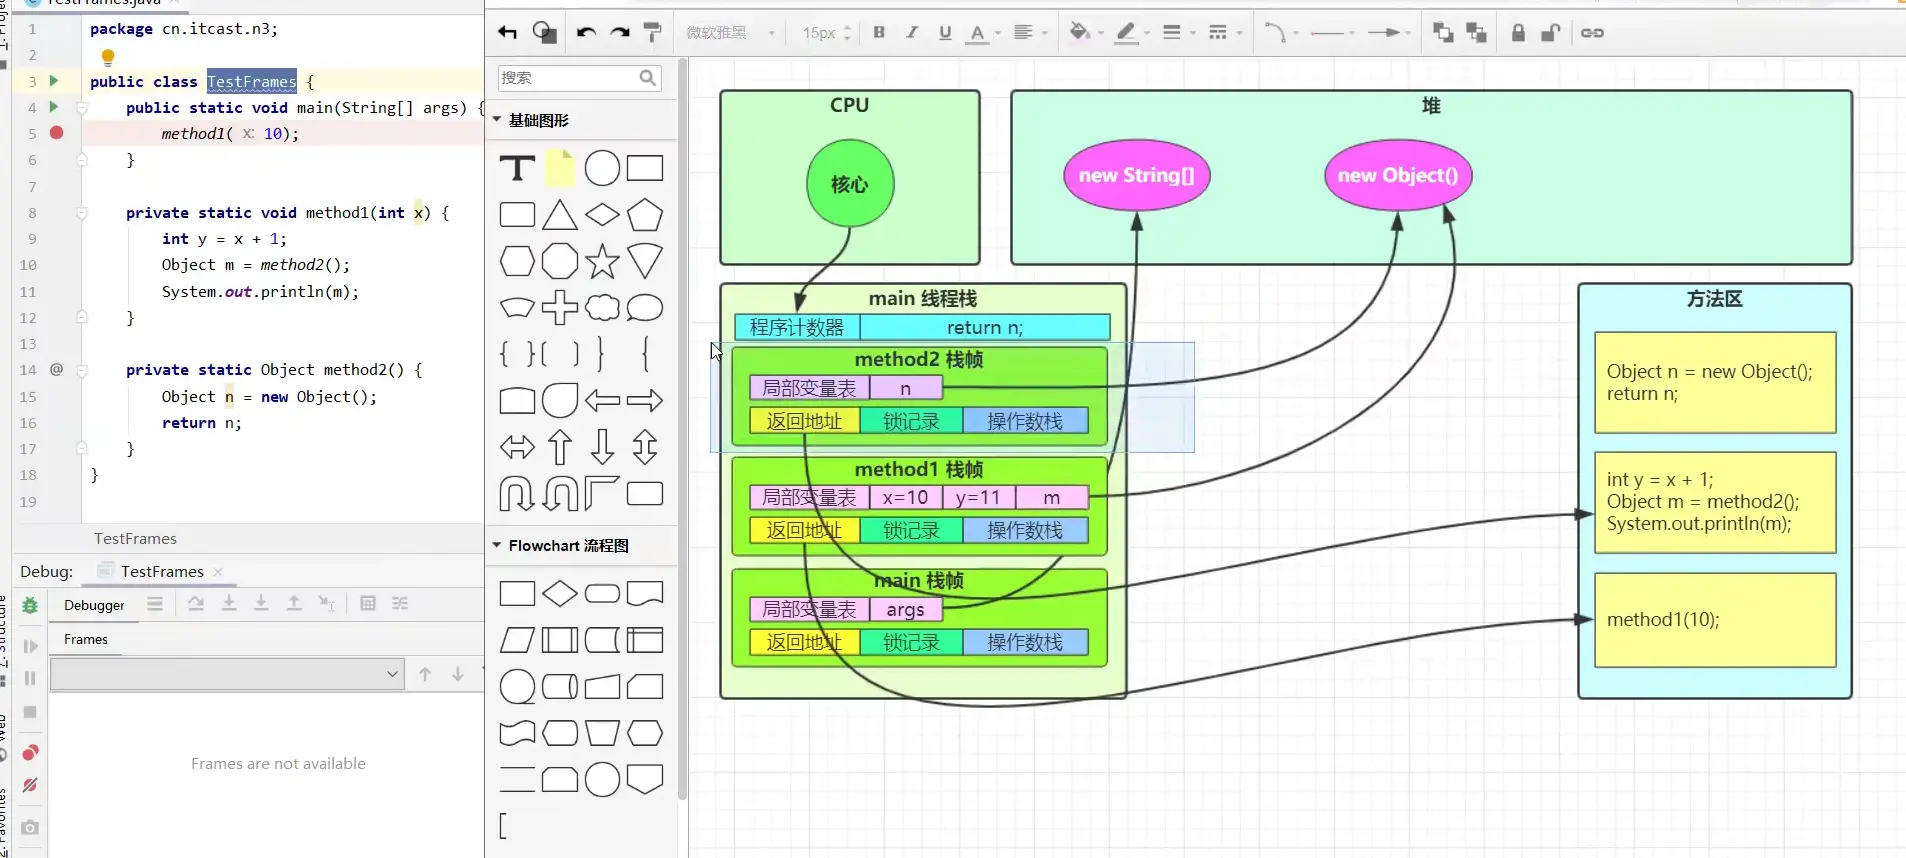 TestFrames.java
1 package cn.itcast.n3;
2
3 public class TestFrames {
4 public static void main(String[] args) {
5 method1( x: 10);
6 }
7
8 private static void method1(int x) {
9 int y = x + 1;
10 Object m = method2();
11 System.out.println(m);
12 }
13
14 @ private static Object method2() {
15 Object n = new Object();
16 return n;
17 }
18 }
19
TestFrames
Debug: TestFrames ×
Debugger
Frames
Frames are not available
Z: Structure
Web
2: Favorites
微软雅黑 15px B I U A
搜索
基础图形
T
Flowchart 流程图
CPU
核心
堆
new String[]
new Object()
main 线程栈
程序计数器 return n;
method2 栈帧
局部变量表 n
返回地址 锁记录 操作数栈
method1 栈帧
局部变量表 x=10 y=11 m
返回地址 锁记录 操作数栈
main 栈帧
局部变量表 args
返回地址 锁记录 操作数栈
方法区
Object n = new Object();
return n;
int y = x + 1;
Object m = method2();
System.out.println(m);
method1(10);